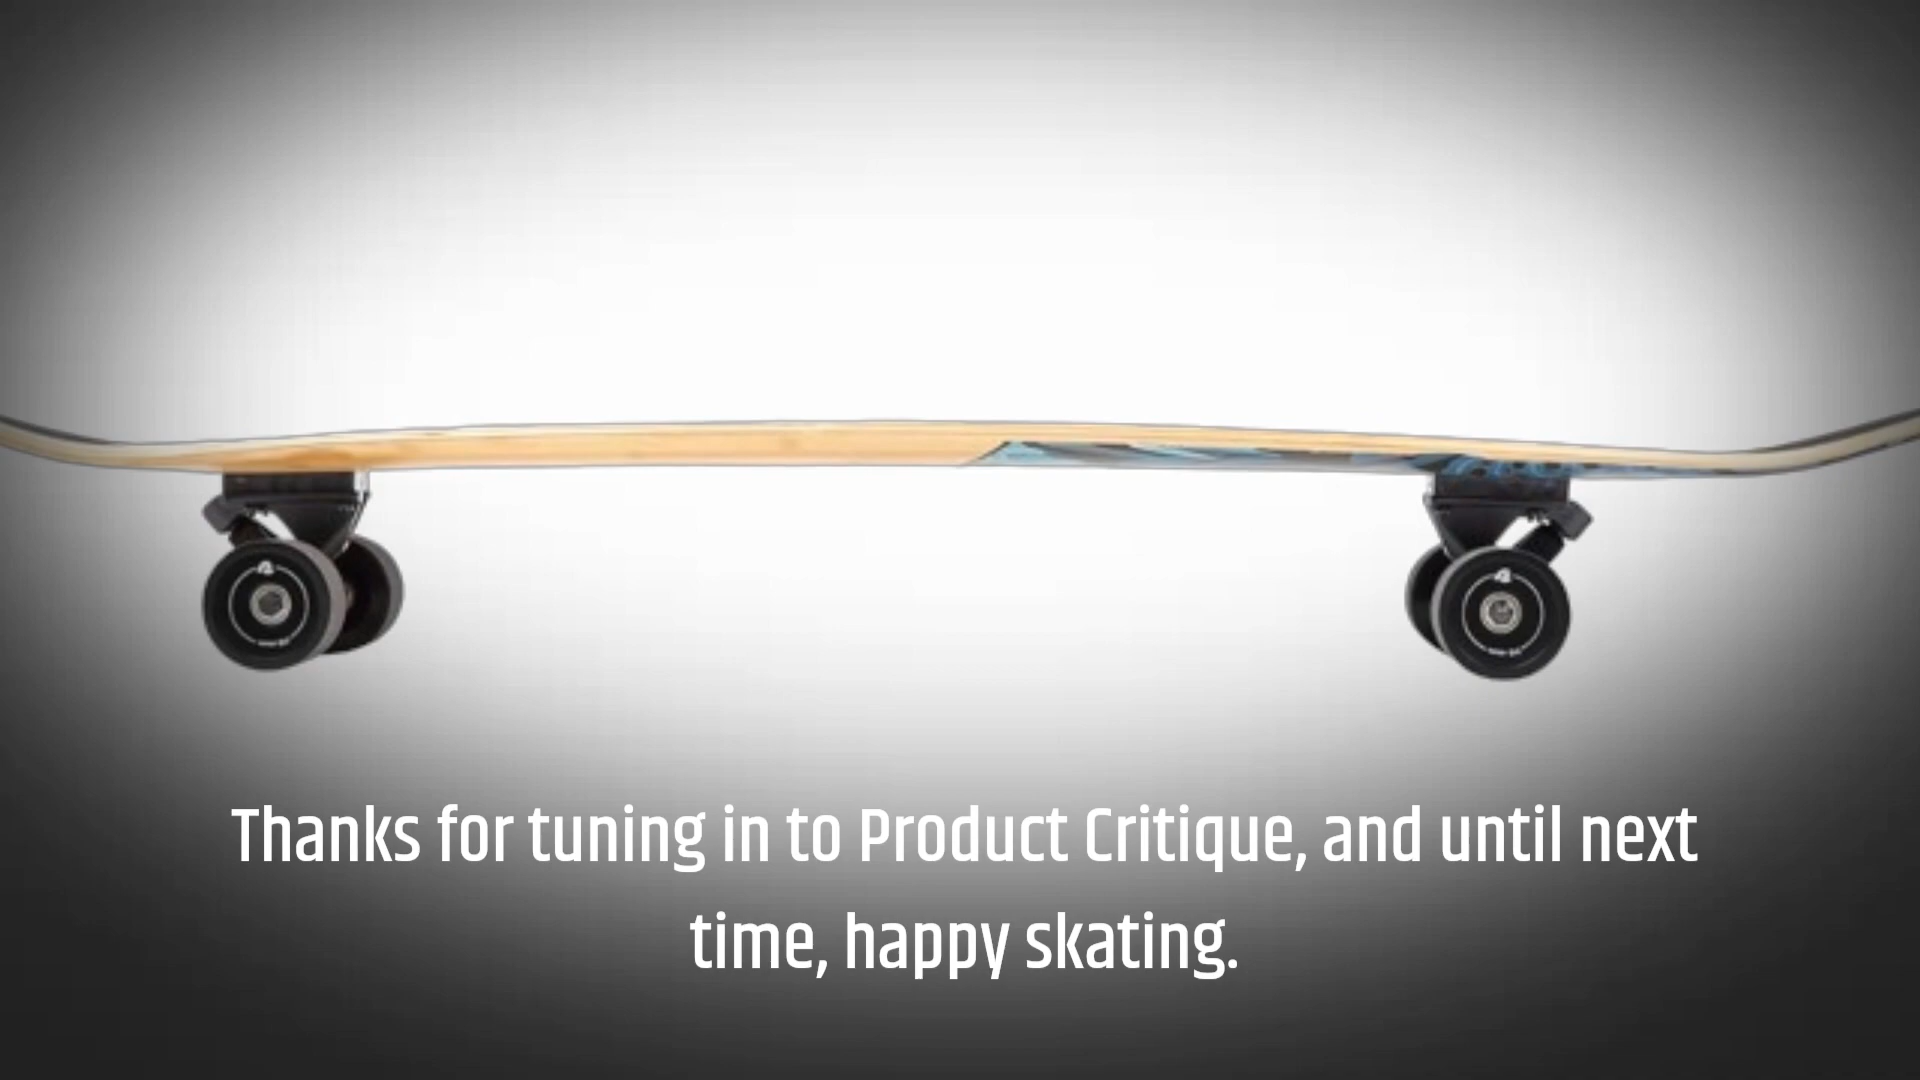 Thanks for tuning in to Product Critique, and until next
time, happy skating.